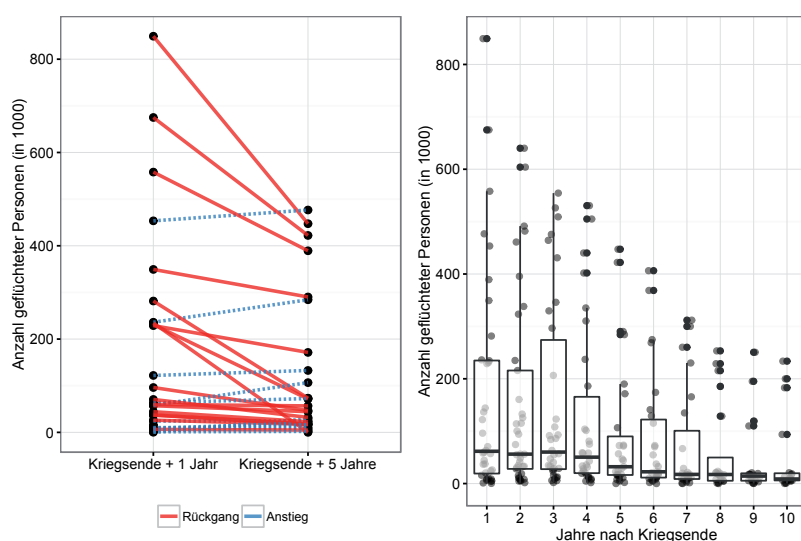 Anzahl geflüchteter Personen (in 1000)
800
600
400
200
0
Kriegsende + 1 Jahr Kriegsende + 5 Jahre
Rückgang Anstieg
Anzahl geflüchteter Personen (in 1000)
800
600
400
200
0
1 2 3 4 5 6 7 8 9 10
Jahre nach Kriegsende